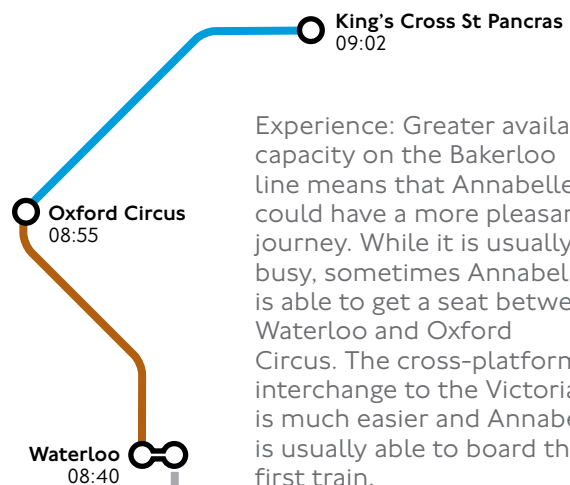 King's Cross St Pancras
09:02
Experience: Greater
capacity on the Bakerloo
line means that Annabelle
could have a more
journey. While it is usually
busy, sometimes
is able to get a seat
Waterloo and Oxford
Circus. The cross-platform
interchange to the
is much easier and
is usually able to board
first train.
Oxford Circus
08:55
Waterloo
08:40